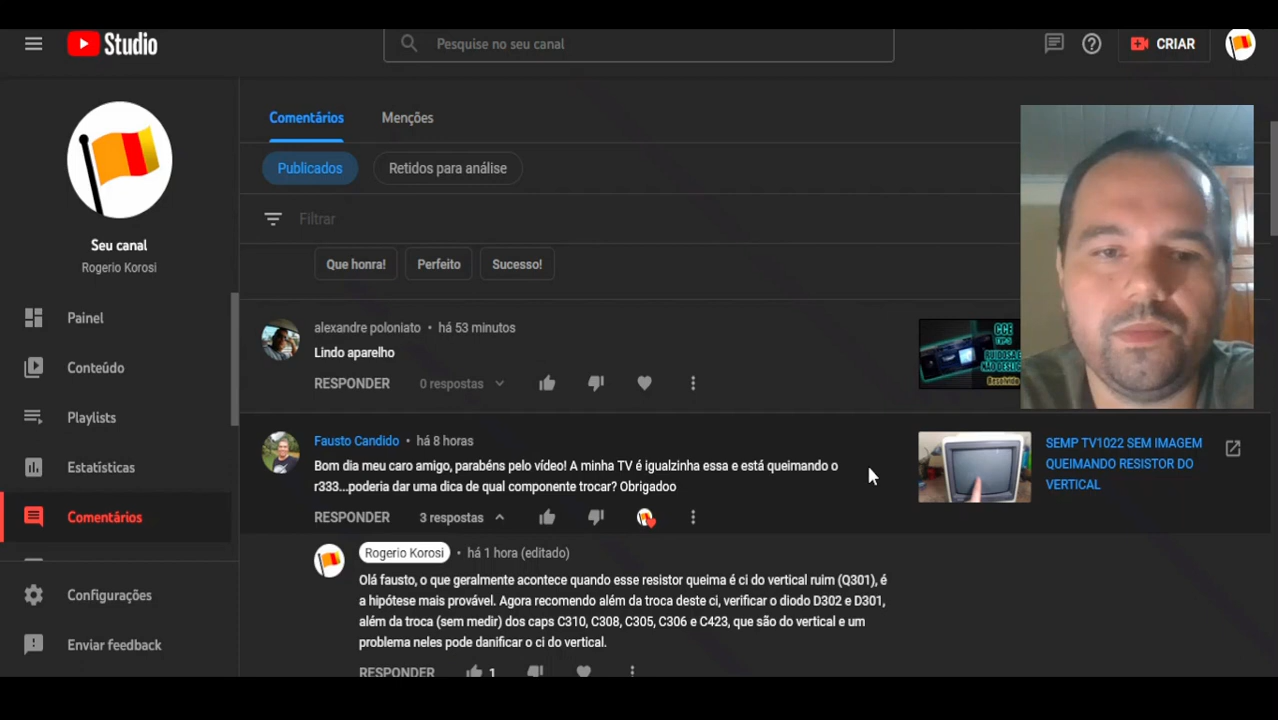 Studio
Pesquise no seu canal
CRIAR
Seu canal
Rogerio Korosi
Painel
Conteúdo
Playlists
Estatísticas
Comentários
Configurações
Enviar feedback
Comentários
Menções
Publicados
Retidos para análise
Filtrar
Que honra!
Perfeito
Sucesso!
alexandre poloniato • há 53 minutos
Lindo aparelho
RESPONDER
0 respostas
CCE
NÃO DESLIG
Resolvido
Fausto Candido • há 8 horas
Bom dia meu caro amigo, parabéns pelo vídeo! A minha TV é igualzinha essa e está queimando o
r333...poderia dar uma dica de qual componente trocar? Obrigadoo
RESPONDER
3 respostas
SEMP TV1022 SEM IMAGEM
QUEIMANDO RESISTOR DO
VERTICAL
Rogerio Korosi • há 1 hora (editado)
Olá fausto, o que geralmente acontece quando esse resistor queima é ci do vertical ruim (Q301), é
a hipótese mais provável. Agora recomendo além da troca deste ci, verificar o diodo D302 e D301,
além da troca (sem medir) dos caps C310, C308, C305, C306 e C423, que são do vertical e um
problema neles pode danificar o ci do vertical.
RESPONDER
1